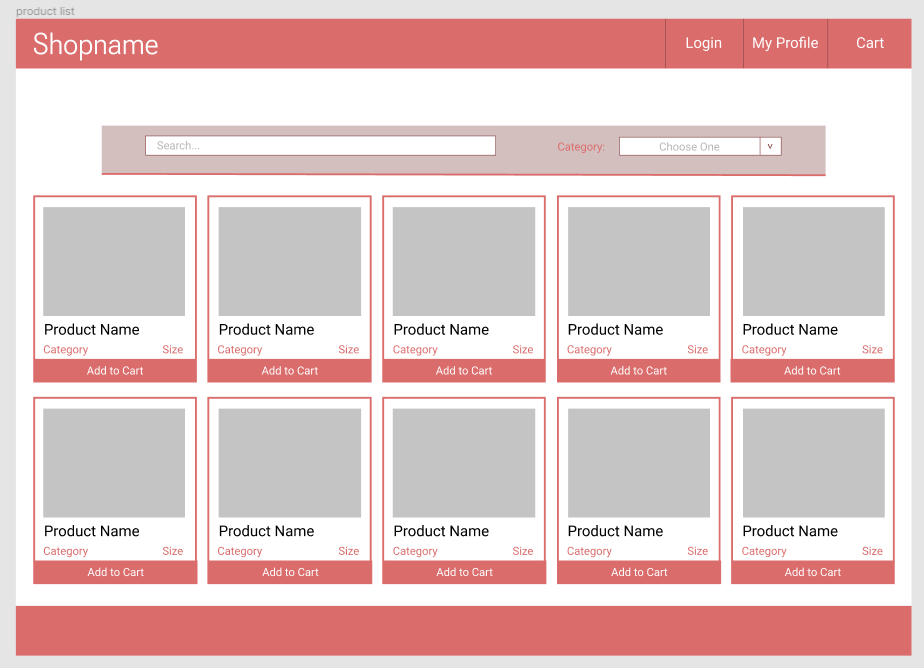 product list
Shopname Login My Profile Cart
Search... Category: Choose One v
Product Name Product Name Product Name Product Name Product Name
Category Size Category Size Category Size Category Size Category Size
Add to Cart Add to Cart Add to Cart Add to Cart Add to Cart
Product Name Product Name Product Name Product Name Product Name
Category Size Category Size Category Size Category Size Category Size
Add to Cart Add to Cart Add to Cart Add to Cart Add to Cart